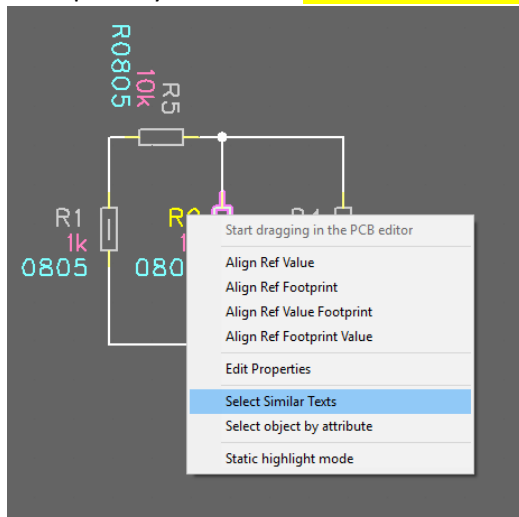 R0805
10k
R5
R1
1k
0805
080
Start dragging in the PCB editor
Align Ref Value
Align Ref Footprint
Align Ref Value Footprint
Align Ref Footprint Value
Edit Properties
Select Similar Texts
Select object by attribute
Static highlight mode